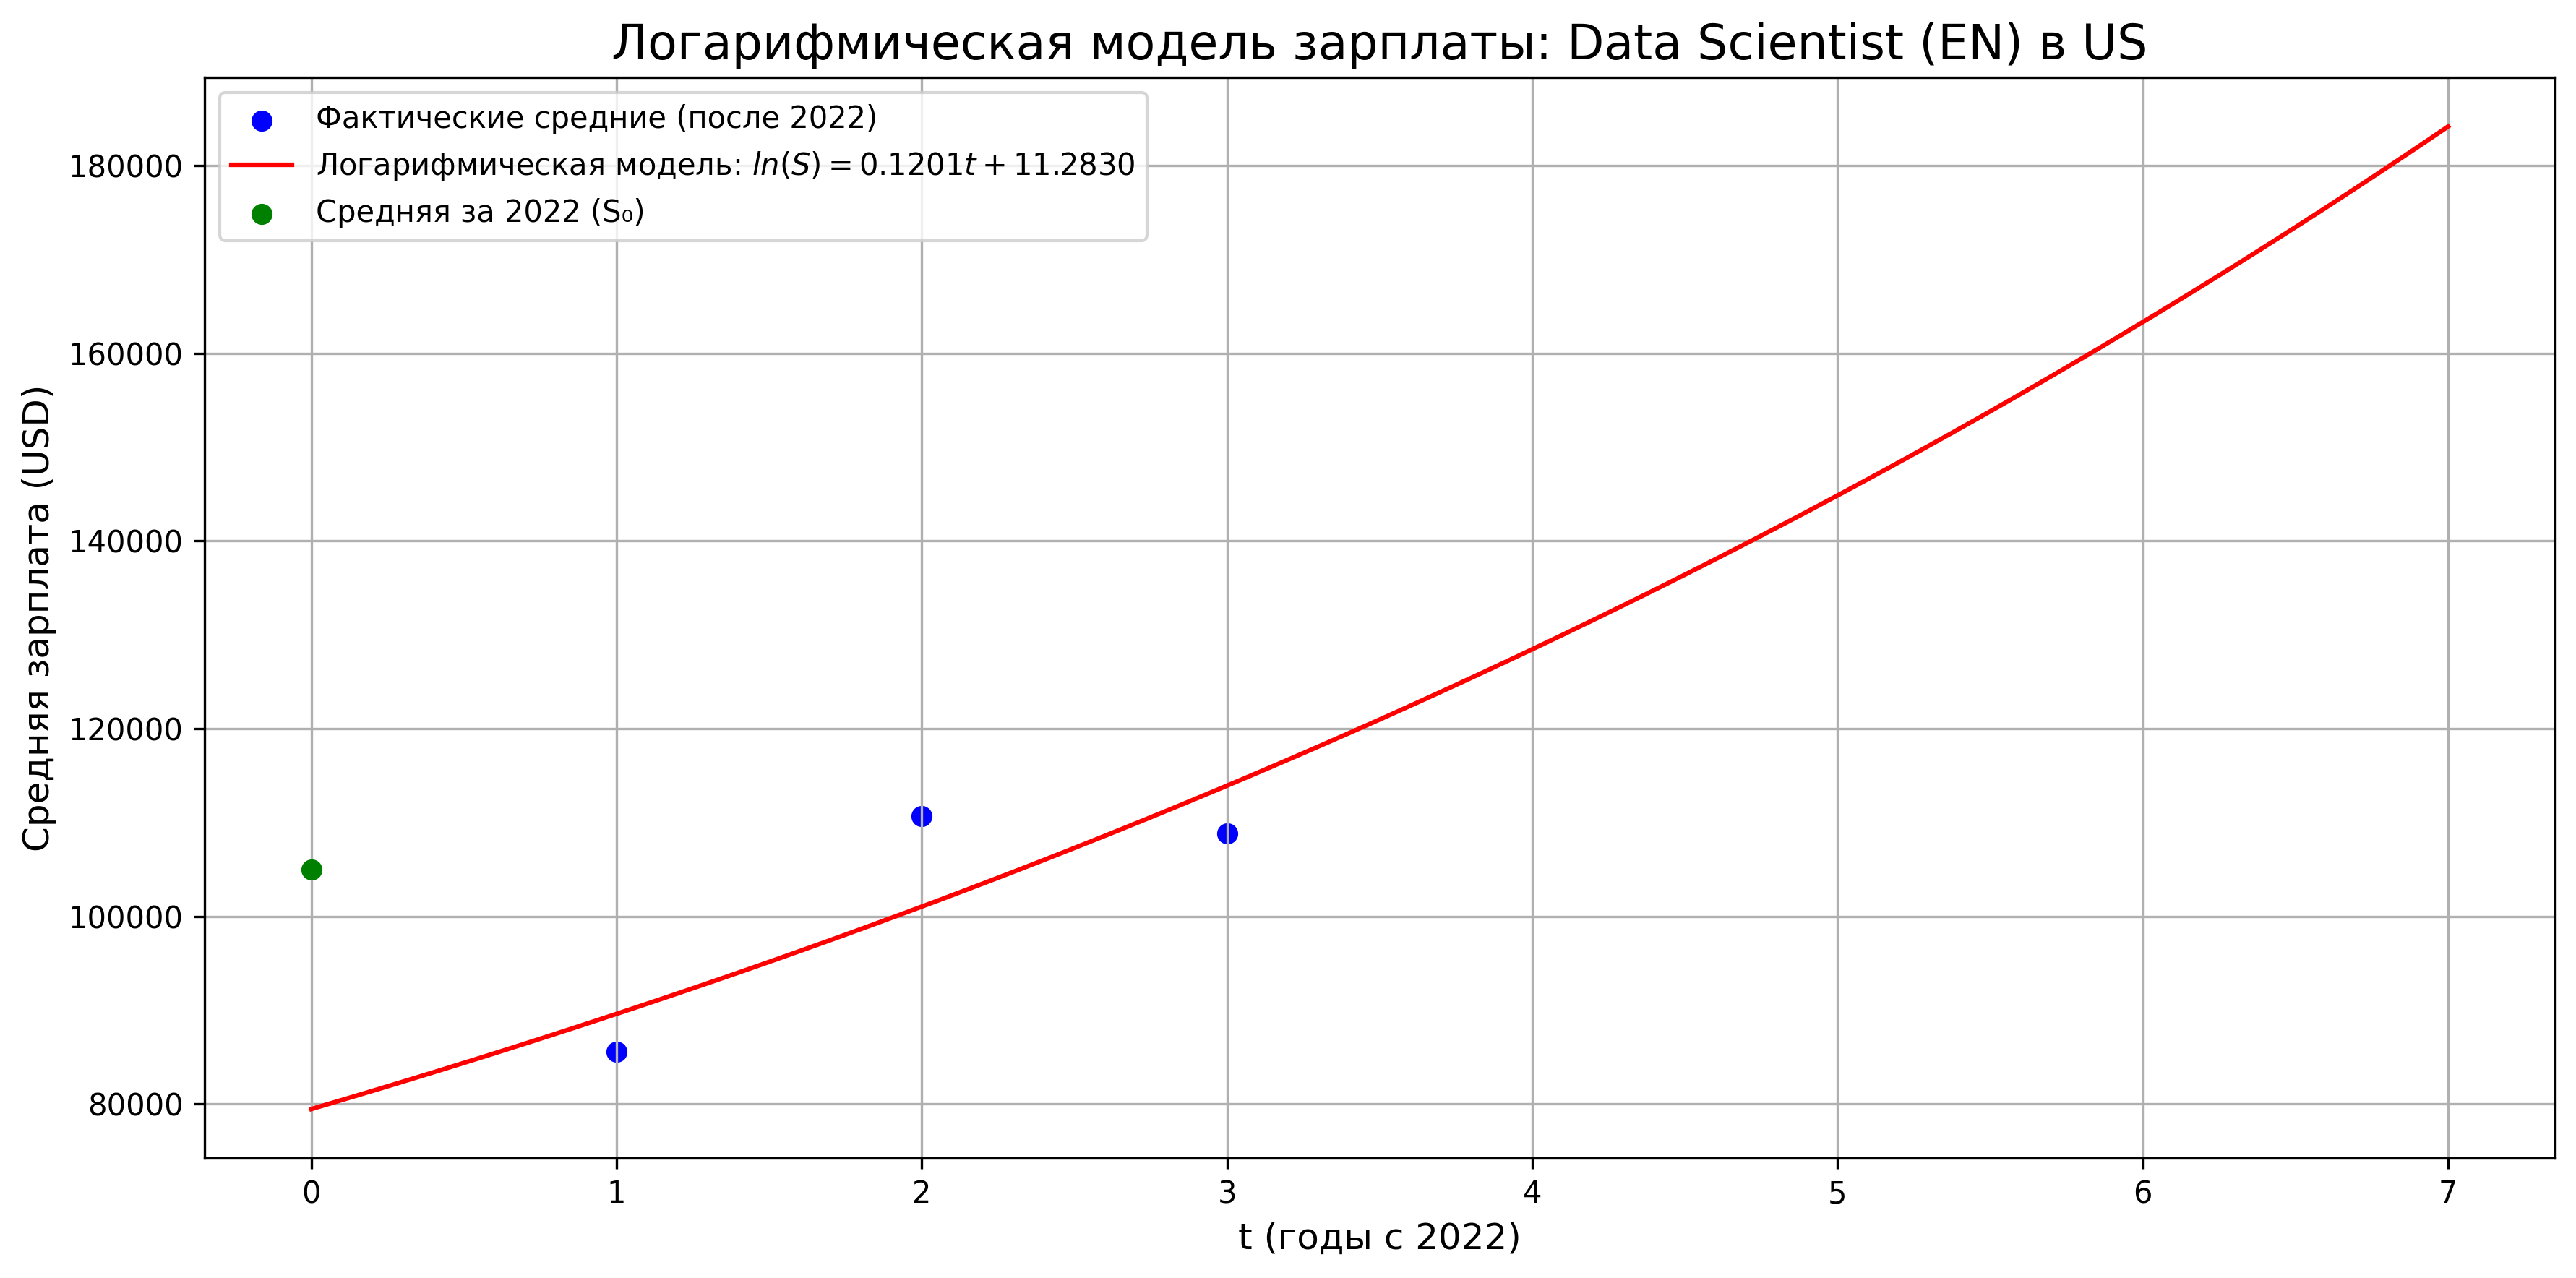 Логарифмическая модель зарплаты: Data Scientist (EN) в US
Фактические средние (после 2022)
Логарифмическая модель: ln(S) = 0.1201t + 11.2830
Средняя за 2022 (S₀)
Средняя зарплата (USD)
180000
160000
140000
120000
100000
80000
0 1 2 3 4 5 6 7
t (годы с 2022)